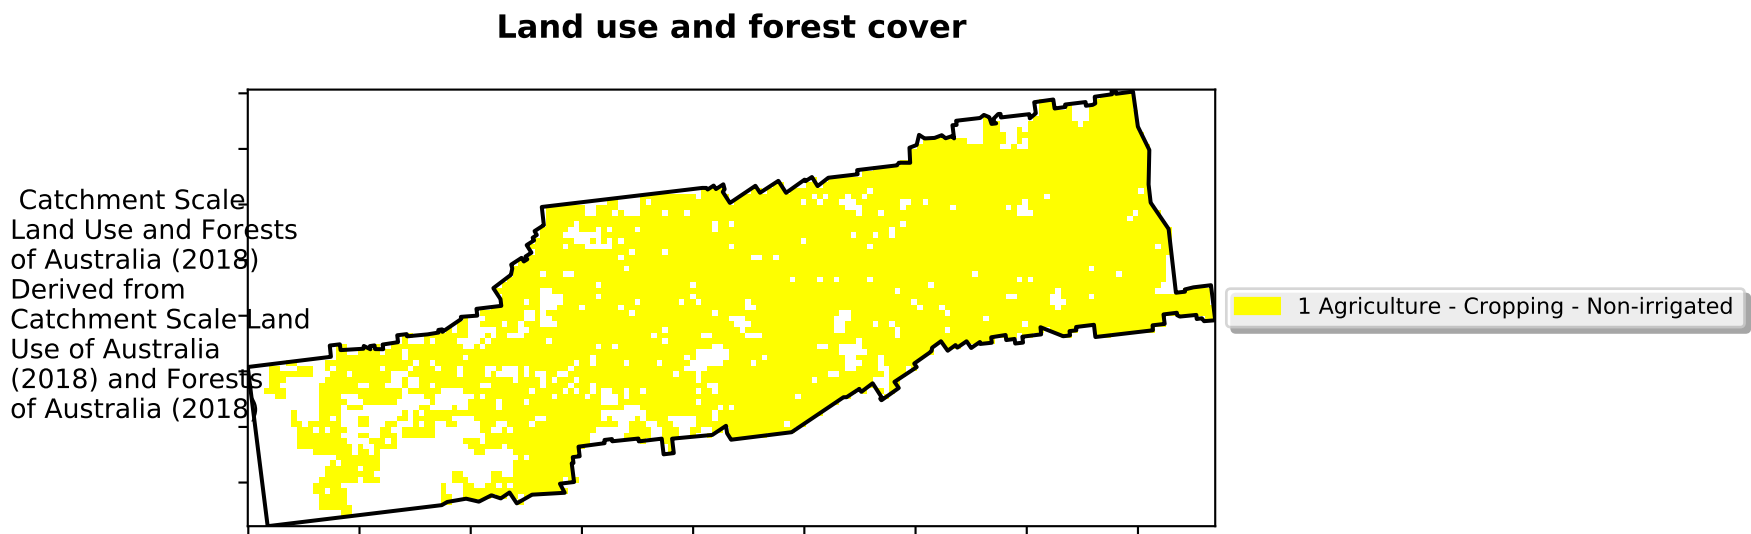 Land use and forest cover
Catchment Scale
Land Use and Forests
of Australia (2018)
Derived from
Catchment Scale Land
Use of Australia
(2018) and Forests
of Australia (2018)
1 Agriculture - Cropping - Non-irrigated